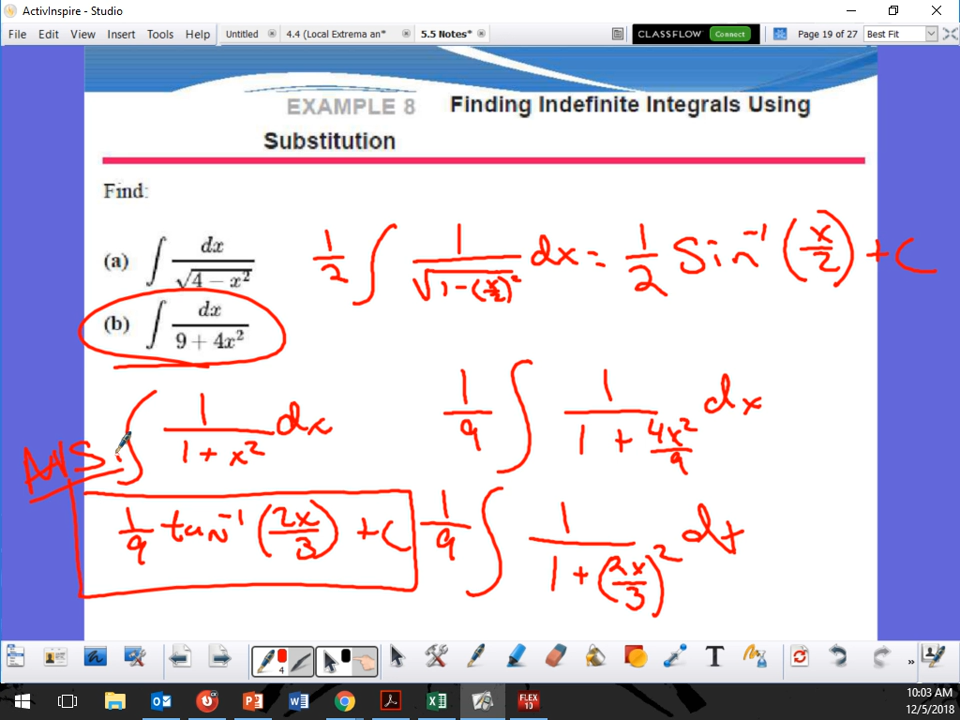 ActivInspire - Studio
File Edit View Insert Tools Help Untitled 4.4 (Local Extrema an* 5.5 Notes* CLASSFLOW Connect Page 19 of 27 Best Fit
EXAMPLE 8 Finding Indefinite Integrals Using
Substitution
Find:
(a) ∫ dx/√(4 − x²)
1/2 ∫ 1/√(1-(x/2)²) dx = 1/2 Sin⁻¹ (x/2) + C
(b) ∫ dx/(9 + 4x²)
∫ 1/(1 + x²) dx
1/9 ∫ 1/(1 + 4x²/9) dx
ANS:
1/9 tan⁻¹ (2x/3) + C
1/9 ∫ 1/(1 + (2x/3)²) dx
4
T
10:03 AM
12/5/2018
FLEX
10